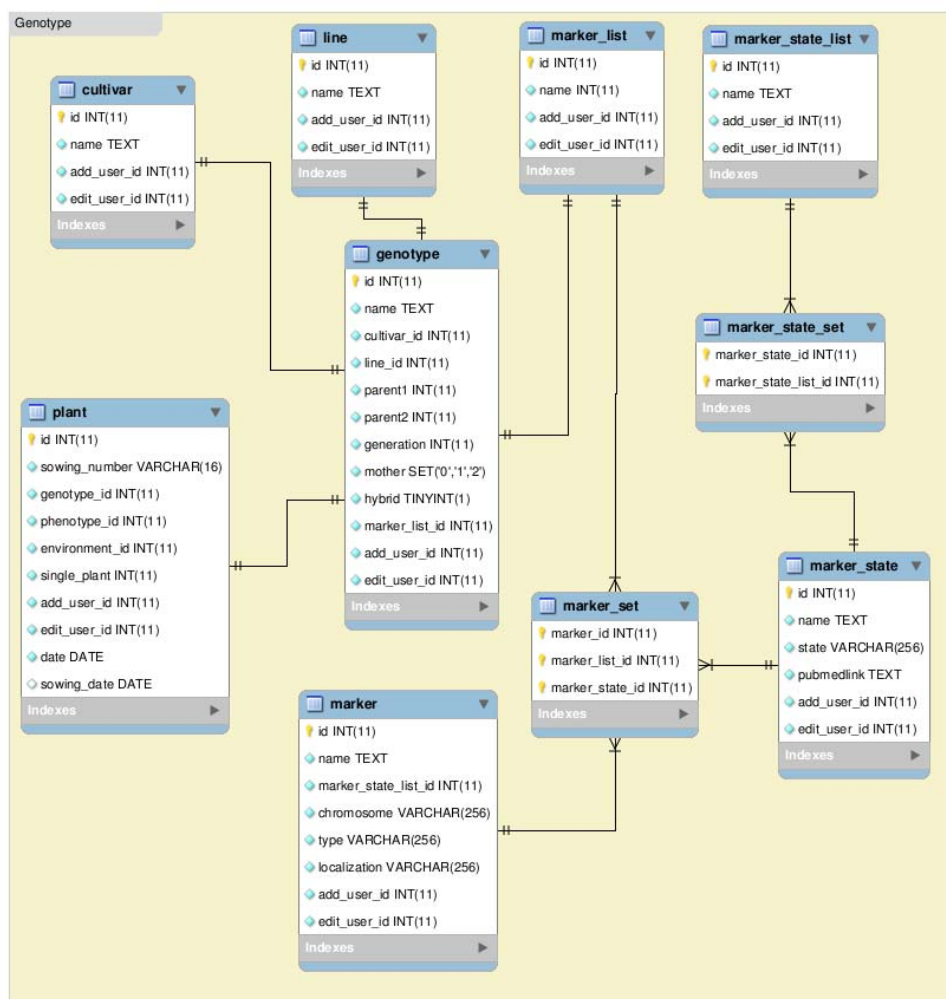 Genotype
line
id INT(11)
name TEXT
add_user_id INT(11)
edit_user_id INT(11)
Indexes
marker_list
id INT(11)
name INT(11)
add_user_id INT(11)
edit_user_id INT(11)
Indexes
marker_state_list
id INT(11)
name TEXT
add_user_id INT(11)
edit_user_id INT(11)
Indexes
cultivar
id INT(11)
name TEXT
add_user_id INT(11)
edit_user_id INT(11)
Indexes
genotype
id INT(11)
name TEXT
cultivar_id INT(11)
line_id INT(11)
parent1 INT(11)
parent2 INT(11)
generation INT(11)
mother SET('0','1','2')
hybrid TINYINT(1)
marker_list_id INT(11)
add_user_id INT(11)
edit_user_id INT(11)
Indexes
marker_state_set
marker_state_id INT(11)
marker_state_list_id INT(11)
Indexes
plant
id INT(11)
sowing_number VARCHAR(16)
genotype_id INT(11)
phenotype_id INT(11)
environment_id INT(11)
single_plant INT(11)
add_user_id INT(11)
edit_user_id INT(11)
date DATE
sowing_date DATE
Indexes
marker_state
id INT(11)
name TEXT
state VARCHAR(256)
pubmedlink TEXT
add_user_id INT(11)
edit_user_id INT(11)
Indexes
marker_set
marker_id INT(11)
marker_list_id INT(11)
marker_state_id INT(11)
Indexes
marker
id INT(11)
name TEXT
marker_state_list_id INT(11)
chromosome VARCHAR(256)
type VARCHAR(256)
localization VARCHAR(256)
add_user_id INT(11)
edit_user_id INT(11)
Indexes